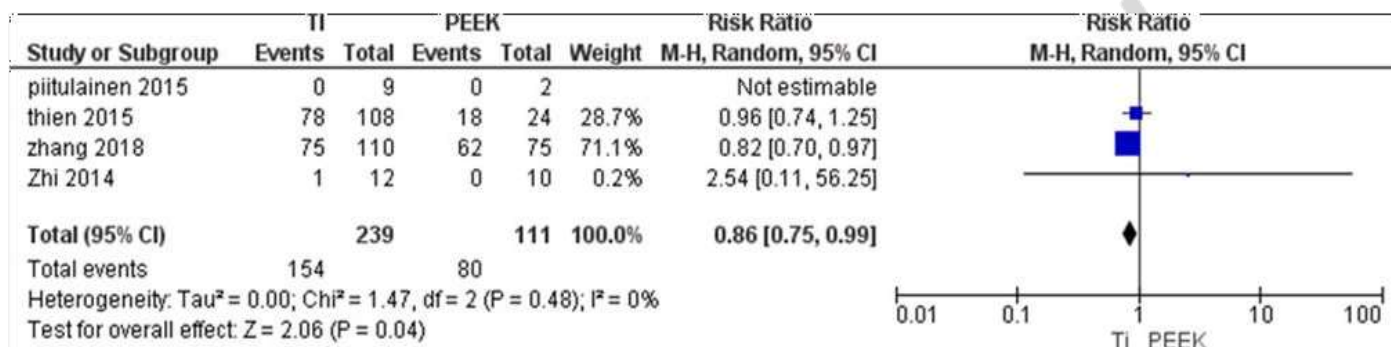 TI PEEK Risk Ratio Risk Ratio
Study or Subgroup Events Total Events Total Weight M-H, Random, 95% CI M-H, Random, 95% CI
piitulainen 2015 0 9 0 2 Not estimable
thien 2015 78 108 18 24 28.7% 0.96 [0.74, 1.25]
zhang 2018 75 110 62 75 71.1% 0.82 [0.70, 0.97]
Zhi 2014 1 12 0 10 0.2% 2.54 [0.11, 56.25]
Total (95% CI) 239 111 100.0% 0.86 [0.75, 0.99]
Total events 154 80
Heterogeneity: Tau² = 0.00; Chi² = 1.47, df = 2 (P = 0.48); I² = 0%
Test for overall effect: Z = 2.06 (P = 0.04)
0.01 0.1 1 10 100
Ti PEEK